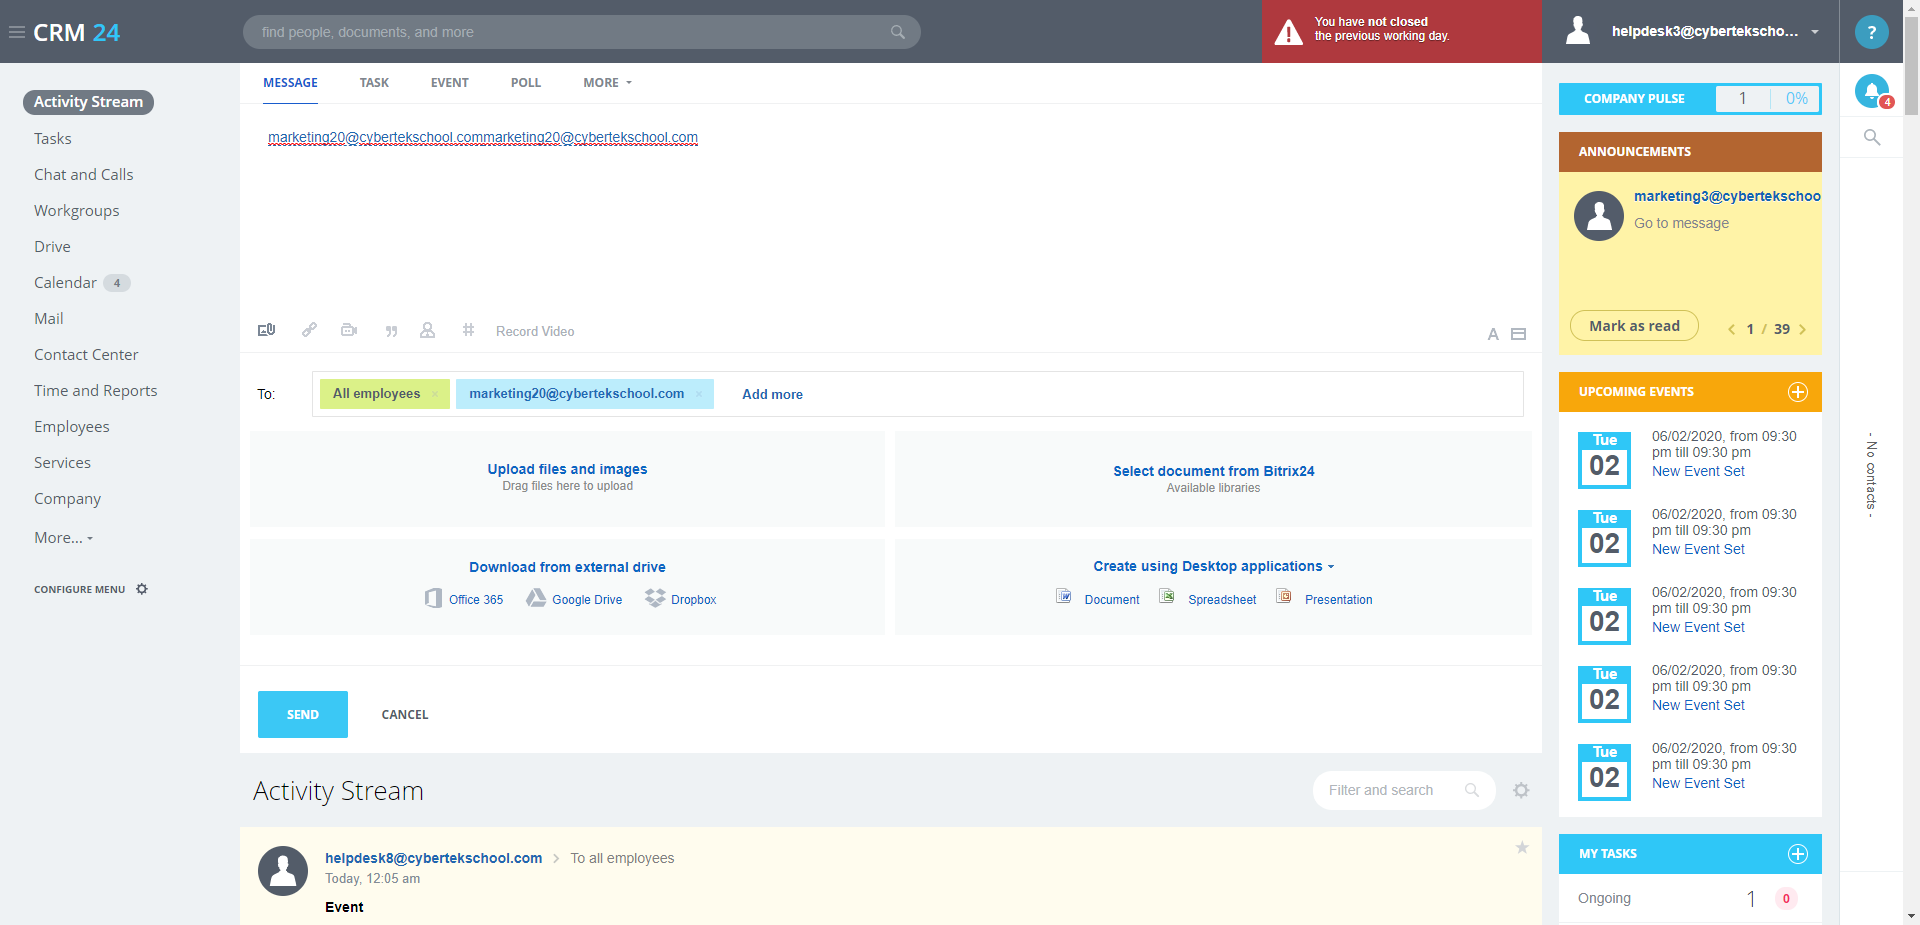 CRM 24
find people, documents, and more
You have not closed
the previous working day.
helpdesk3@cybertekscho...
?
Activity Stream
Tasks
Chat and Calls
Workgroups
Drive
Calendar 4
Mail
Contact Center
Time and Reports
Employees
Services
Company
More...
CONFIGURE MENU
MESSAGE TASK EVENT POLL MORE
marketing20@cybertekschool.commarketing20@cybertekschool.com
Record Video
A
To: All employees × marketing20@cybertekschool.com × Add more
Upload files and images
Drag files here to upload
Select document from Bitrix24
Available libraries
Download from external drive
Office 365 Google Drive Dropbox
Create using Desktop applications
Document Spreadsheet Presentation
SEND CANCEL
Activity Stream
Filter and search
helpdesk8@cybertekschool.com > To all employees
Today, 12:05 am
Event
COMPANY PULSE 1 0%
ANNOUNCEMENTS
marketing3@cybertekschoo
Go to message
Mark as read
< 1 / 39 >
UPCOMING EVENTS
Tue
02
06/02/2020, from 09:30
pm till 09:30 pm
New Event Set
Tue
02
06/02/2020, from 09:30
pm till 09:30 pm
New Event Set
Tue
02
06/02/2020, from 09:30
pm till 09:30 pm
New Event Set
Tue
02
06/02/2020, from 09:30
pm till 09:30 pm
New Event Set
Tue
02
06/02/2020, from 09:30
pm till 09:30 pm
New Event Set
MY TASKS
Ongoing 1 0
4
- No contacts -